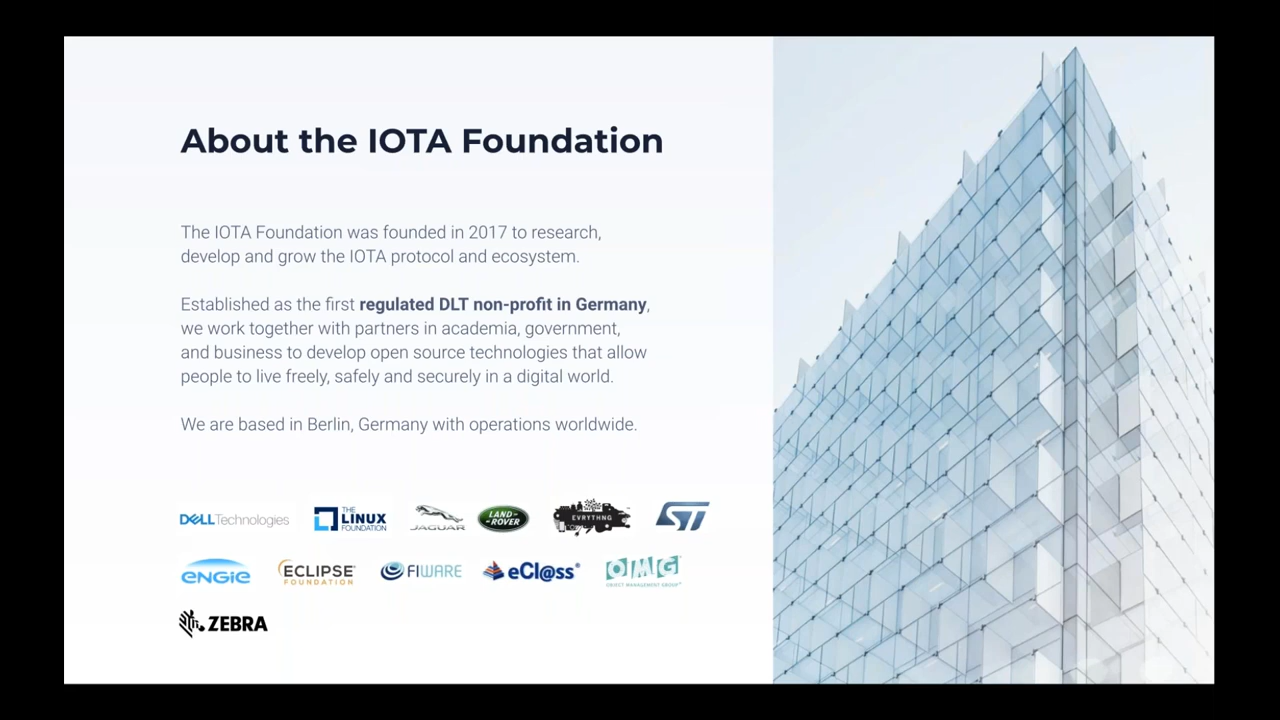 About the IOTA Foundation
The IOTA Foundation was founded in 2017 to research,
develop and grow the IOTA protocol and ecosystem.
Established as the first regulated DLT non-profit in Germany,
we work together with partners in academia, government,
and business to develop open source technologies that allow
people to live freely, safely and securely in a digital world.
We are based in Berlin, Germany with operations worldwide.
DELL Technologies
THE LINUX FOUNDATION
JAGUAR
LAND-ROVER
EVRYTHNG
ST
ENGIE
ECLIPSE FOUNDATION
FIWARE
eCl@ss
OMG
OBJECT MANAGEMENT GROUP
ZEBRA